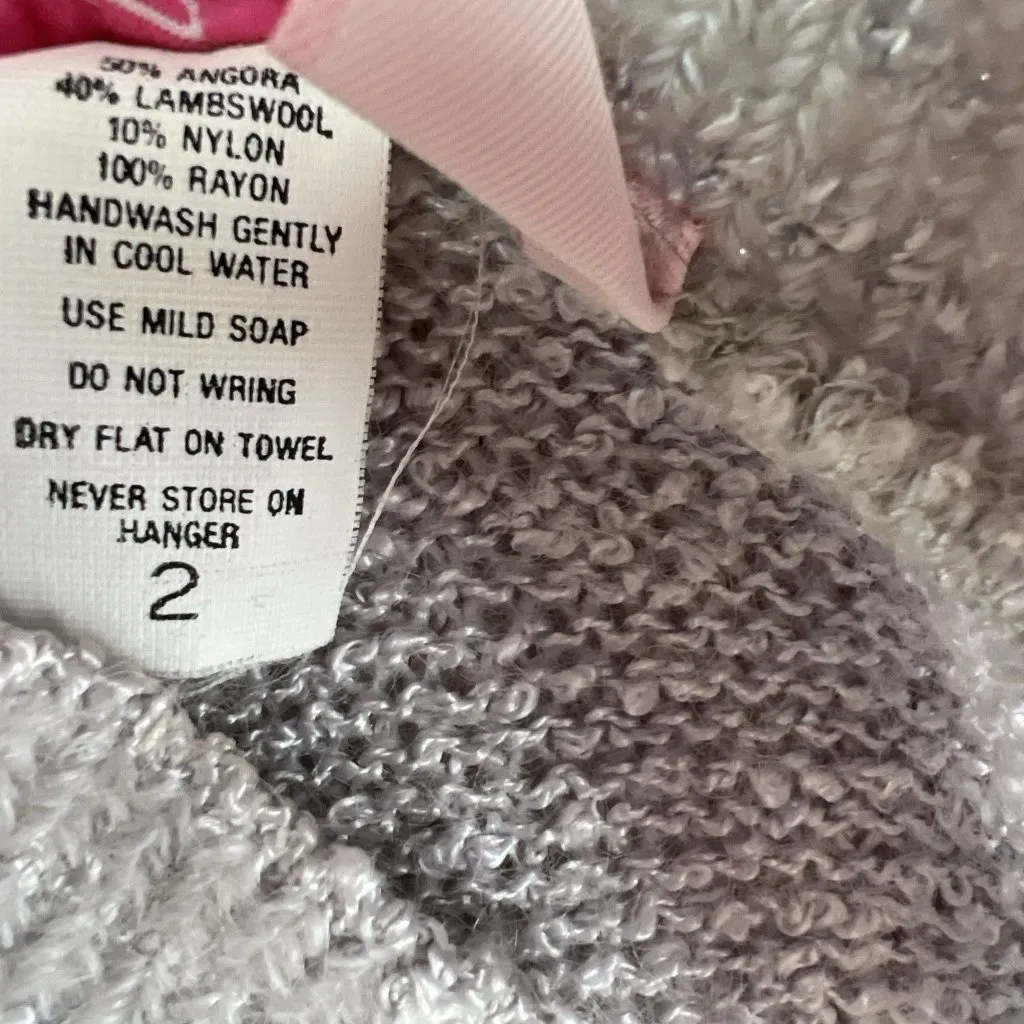 50% ANGORA
40% LAMBSWOOL
10% NYLON
100% RAYON
HANDWASH GENTLY
IN COOL WATER
USE MILD SOAP
DO NOT WRING
DRY FLAT ON TOWEL
NEVER STORE ON
HANGER
2